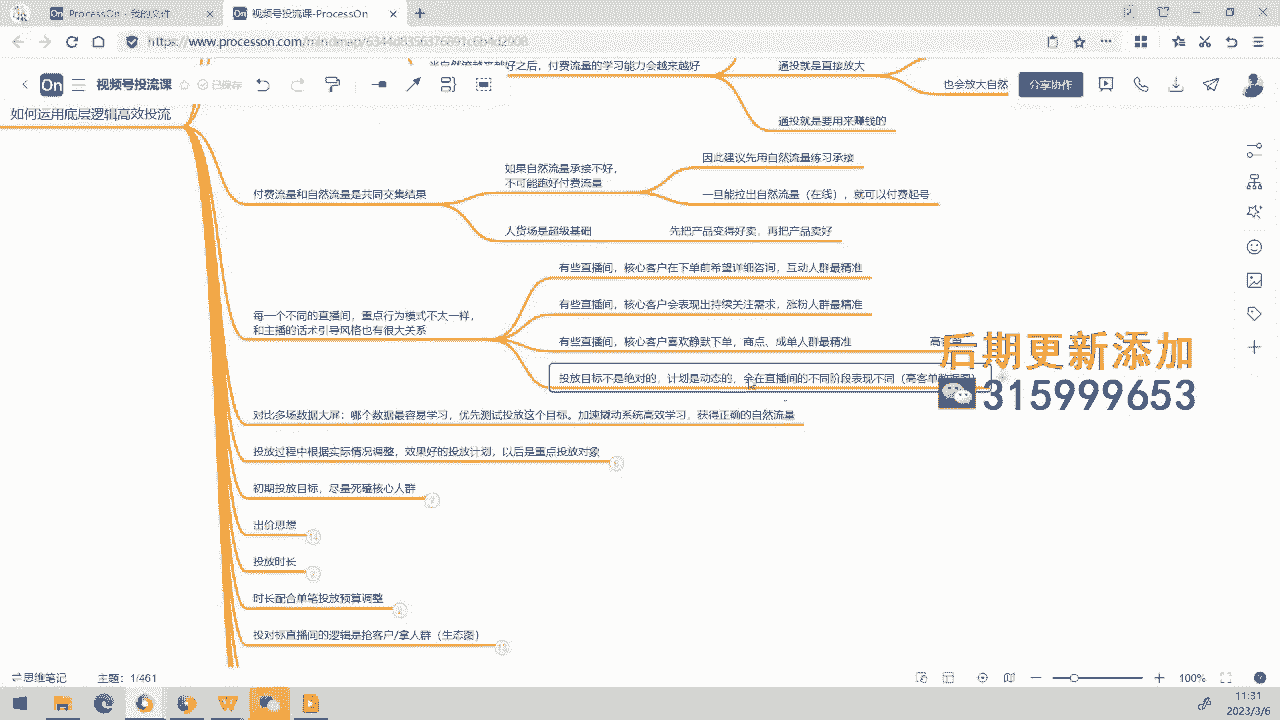 ProcessOn - 我的文件
视频号投流课-ProcessOn
视频号投流课
已保存
分享协作
付费流量的学习能力会越来越好
通投就是直接放大
也会放大自然
通投就是要用来赚钱的
如何运用底层逻辑高效投流
付费流量和自然流量是共同交集结果
如果自然流量承接不好,
不可能跑好付费流量
因此建议先用自然流量练习承接
一旦能拉出自然流量(在线),就可以付费起号
人货场是超级基础
先把产品变得好卖,再把产品卖好
每一个不同的直播间,重点行为模式不太一样,
和主播的话术引导风格也有很大关系
有些直播间,核心客户在下单前希望详细咨询,互动人群最精准
有些直播间,核心客户会表现出持续关注需求,涨粉人群最精准
有些直播间,核心客户喜欢静默下单,商点、成单人群最精准
投放目标不是绝对的,计划是动态的,会在直播间的不同阶段表现不同
后期更新添加
315999653
对比多场数据大屏:哪个数据最容易学习,优先测试投放这个目标。加速撬动系统高效学习,获得正确的自然流量
投放过程中根据实际情况调整,效果好的投放计划,以后是重点投放对象
初期投放目标,尽量死磕核心人群
出价思想
14
投放时长
时长配合单笔投放预算调整
投对标直播间的逻辑是抢客户/拿人群(生态圈)
思维笔记
主题:1/461
100%
11:31
2023/3/6